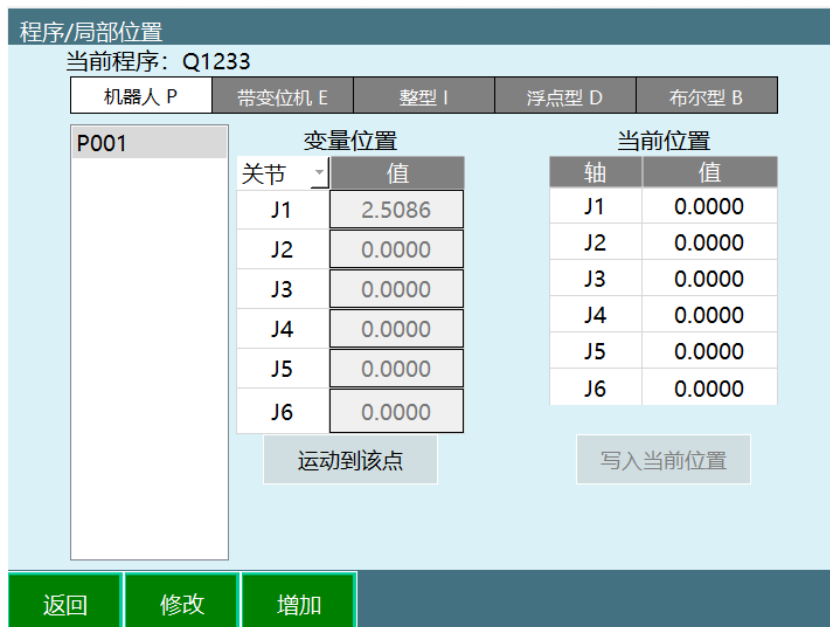 程序/局部位置
当前程序：Q1233
机器人 P 带变位机 E 整型 I 浮点型 D 布尔型 B
P001
变量位置
关节 值
J1 2.5086
J2 0.0000
J3 0.0000
J4 0.0000
J5 0.0000
J6 0.0000
运动到该点
当前位置
轴 值
J1 0.0000
J2 0.0000
J3 0.0000
J4 0.0000
J5 0.0000
J6 0.0000
写入当前位置
返回 修改 增加